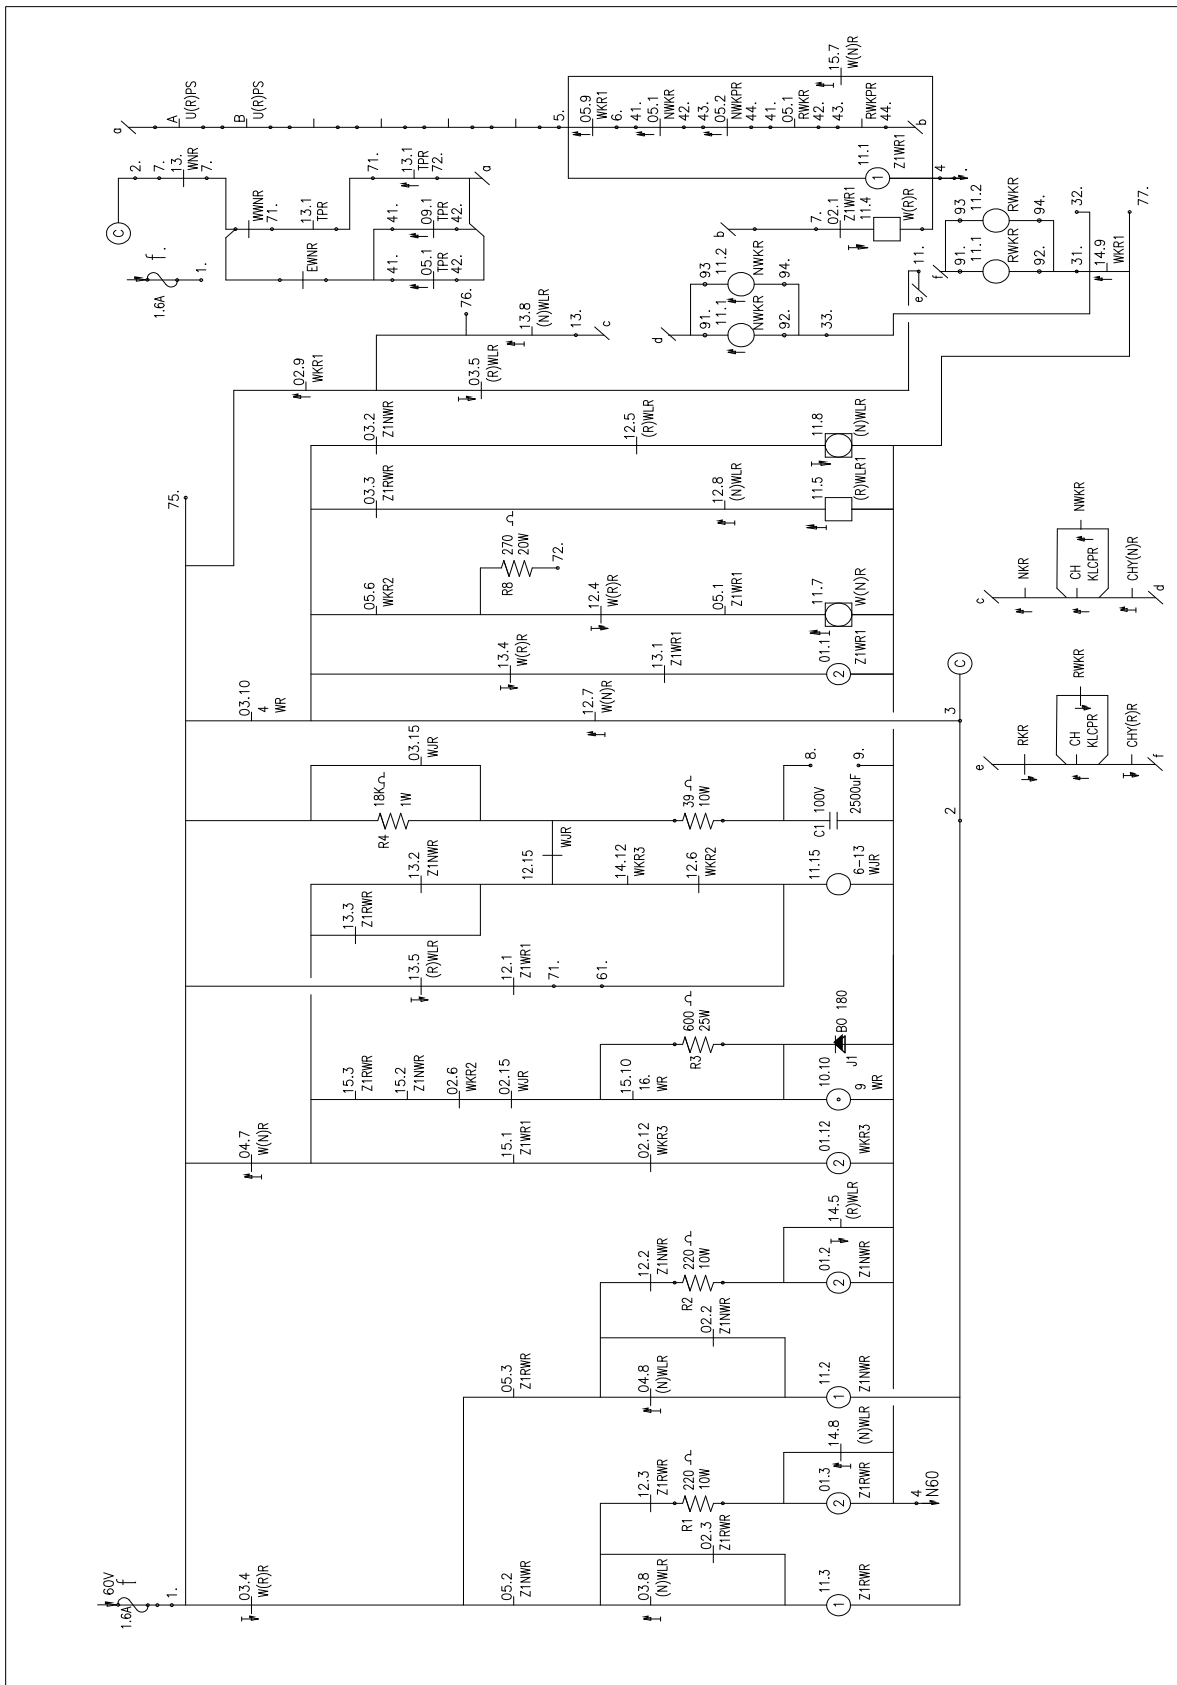 60V
1.6A
1.
03.4
W(R)R
05.2
Z1NWR
03.8
(N)WLR
11.3
1
Z1RWR
02.3
Z1RWR
12.3
Z1RWR
R1
220
10W
01.3
2
Z1RWR
14.8
(N)WLR
4
N60
05.3
Z1RWR
04.8
(N)WLR
11.2
1
Z1NWR
02.2
Z1NWR
12.2
Z1NWR
R2
220
10W
01.2
2
Z1NWR
14.5
(R)WLR
04.7
W(N)R
15.1
Z1WR1
02.12
WKR3
01.12
2
WKR3
15.3
Z1RWR
15.2
Z1NWR
02.6
WKR2
02.15
WJR
15.10
16.
WR
10.10
9
WR
R3
600
25W
J1
BO 180
13.5
(R)WLR
12.1
Z1WR1
71.
61.
13.3
Z1RWR
13.2
Z1NWR
12.15
WJR
14.12
WKR3
12.6
WKR2
11.15
6-13
WJR
R4
18K
1W
03.15
WJR
39
10W
C1
100V
2500uF
8.
9.
2
03.10
4
WR
12.7
W(N)R
3
C
13.4
W(R)R
13.1
Z1WR1
01.1
2
Z1WR1
05.6
WKR2
R8
270
20W
72.
12.4
W(R)R
05.1
Z1WR1
11.7
W(N)R
03.3
Z1RWR
12.8
(N)WLR
11.5
(R)WLR1
03.2
Z1NWR
12.5
(R)WLR
11.8
(N)WLR
75.
02.9
WKR1
03.5
(R)WLR
76.
13.8
(N)WLR
13.
c
d
91.
11.1
NWKR
92.
93
11.2
NWKR
94.
33.
e
11.
f
91.
11.1
RWKR
92.
93
11.2
RWKR
94.
31.
32.
14.9
WKR1
77.
1.6A
f.
1.
C
2.
7.
13.
WNR
7.
WWNR
71.
13.1
TPR
EWNR
41.
05.1
TPR
42.
41.
09.1
TPR
42.
71.
13.1
TPR
72.
a
b
7.
02.1
Z1WR1
11.4
W(R)R
11.1
1
Z1WR1
4
a
A
U(R)PS
B
U(R)PS
5.
05.9
WKR1
6.
41.
05.1
NWKR
42.
43.
05.2
NWKPR
44.
41.
05.1
RWKR
42.
43.
RWKPR
44.
b
15.7
W(N)R
e
RKR
CH
KLCPR
RWKR
CHY(R)R
f
c
NKR
CH
KLCPR
NWKR
CHY(N)R
d